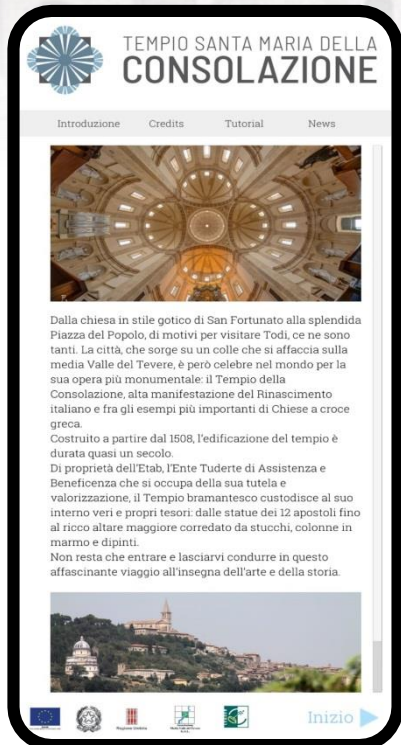 TEMPIO SANTA MARIA DELLA
CONSOLAZIONE
Introduzione Credits Tutorial News
Dalla chiesa in stile gotico di San Fortunato alla splendida
Piazza del Popolo, di motivi per visitare Todi, ce ne sono
tanti. La città, che sorge su un colle che si affaccia sulla
media Valle del Tevere, è però celebre nel mondo per la
sua opera più monumentale: il Tempio della
Consolazione, alta manifestazione del Rinascimento
italiano e fra gli esempi più importanti di Chiese a croce
greca.
Costruito a partire dal 1508, l'edificazione del tempio è
durata quasi un secolo.
Di proprietà dell'Etab, l'Ente Tuderte di Assistenza e
Beneficenza che si occupa della sua tutela e
valorizzazione, il Tempio bramantesco custodisce al suo
interno veri e propri tesori: dalle statue dei 12 apostoli fino
al ricco altare maggiore corredato da stucchi, colonne in
marmo e dipinti.
Non resta che entrare e lasciarvi condurre in questo
affascinante viaggio all'insegna dell'arte e della storia.
Regione Umbria
Inizio